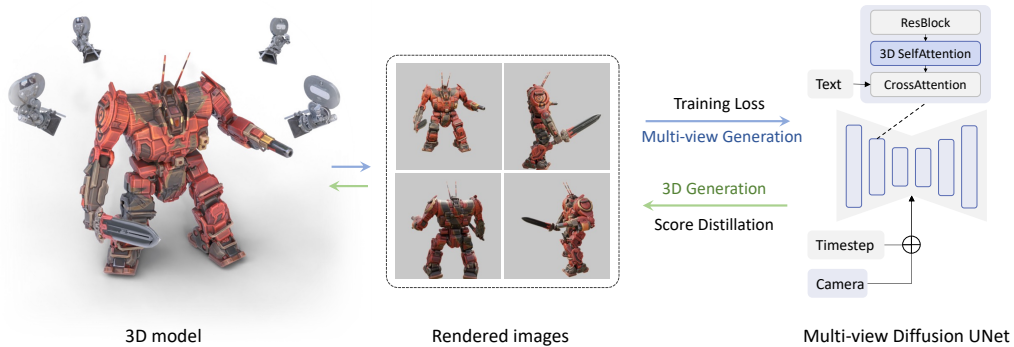 ResBlock
3D SelfAttention
Text
CrossAttention
Training Loss
Multi-view Generation
3D Generation
Score Distillation
Timestep
Camera
3D model
Rendered images
Multi-view Diffusion UNet